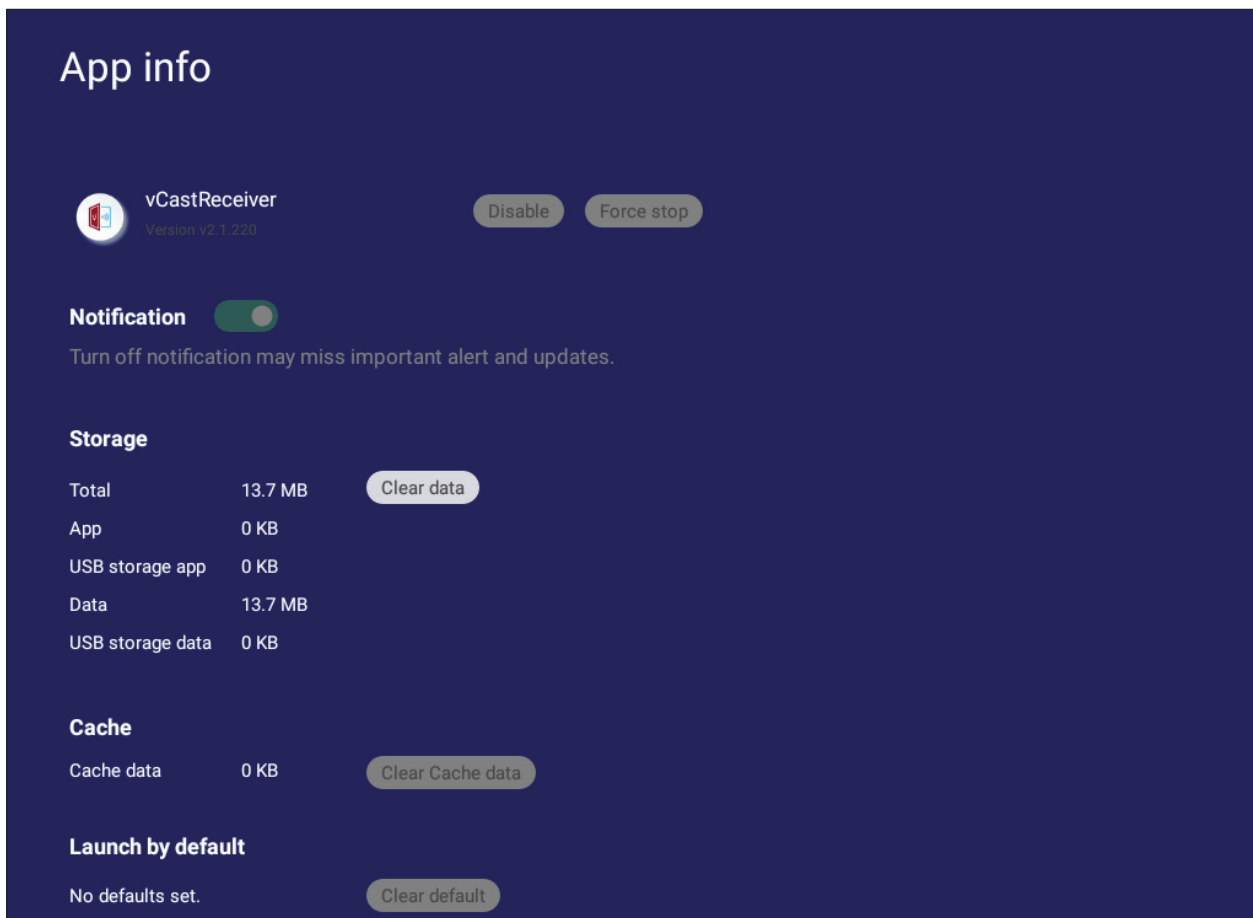 App info
vCastReceiver
Disable
Force stop
Version v2.1.220
Notification
Turn off notification may miss important alert and updates.
Storage
Total 13.7 MB Clear data
App 0 KB
USB storage app 0 KB
Data 13.7 MB
USB storage data 0 KB
Cache
Cache data 0 KB Clear Cache data
Launch by default
No defaults set. Clear default